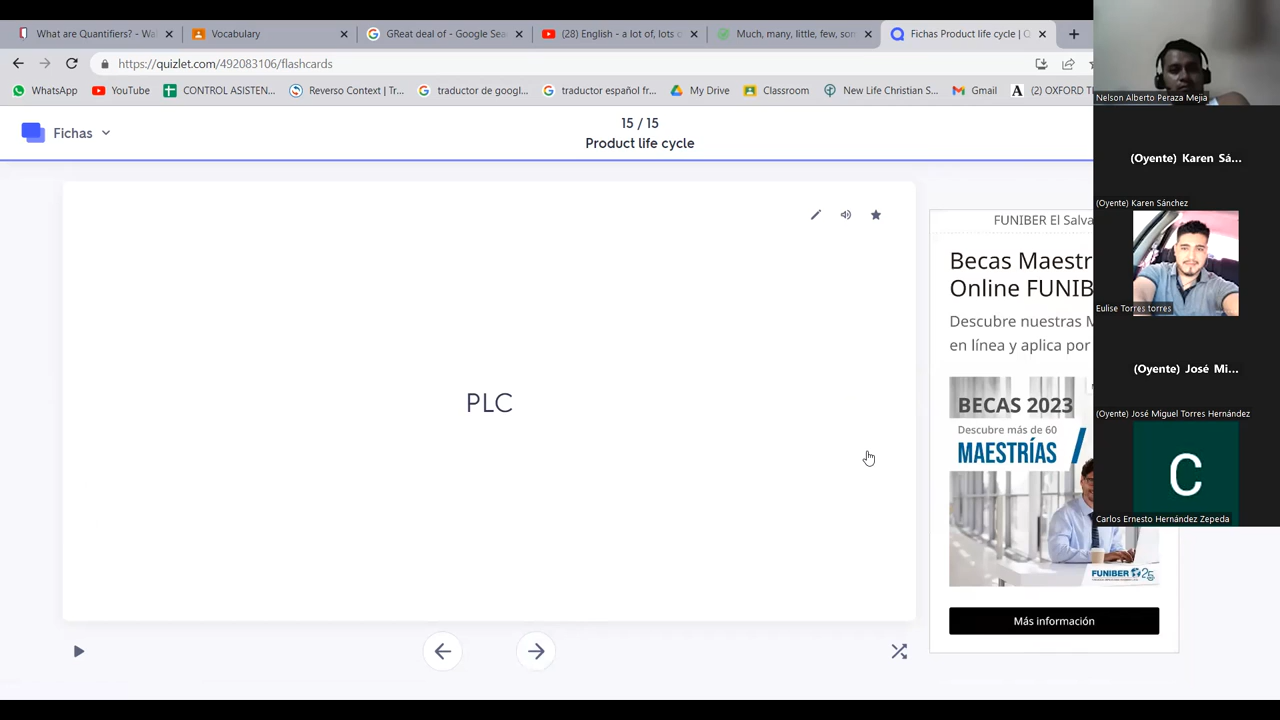 What are Quantifiers? - Wa
Vocabulary
GReat deal of - Google Sea
(28) English - a lot of, lots o
Much, many, little, few, son
Fichas Product life cycle | Q
https://quizlet.com/492083106/flashcards
WhatsApp
YouTube
CONTROL ASISTEN...
Reverso Context | Tr...
traductor de googl...
traductor español fr...
My Drive
Classroom
New Life Christian S...
Gmail
A
(2) OXFORD T
Fichas
15 / 15
Product life cycle
PLC
FUNIBER El Salva
Becas Maestr
Online FUNIB
Descubre nuestras M
en línea y aplica por
BECAS 2023
Descubre más de 60
MAESTRÍAS /
FUNIBER 25
Más información
Nelson Alberto Peraza Mejia
(Oyente) Karen Sá...
(Oyente) Karen Sánchez
Eulise Torres torres
(Oyente) José Mi...
(Oyente) José Miguel Torres Hernández
C
Carlos Ernesto Hernández Zepeda